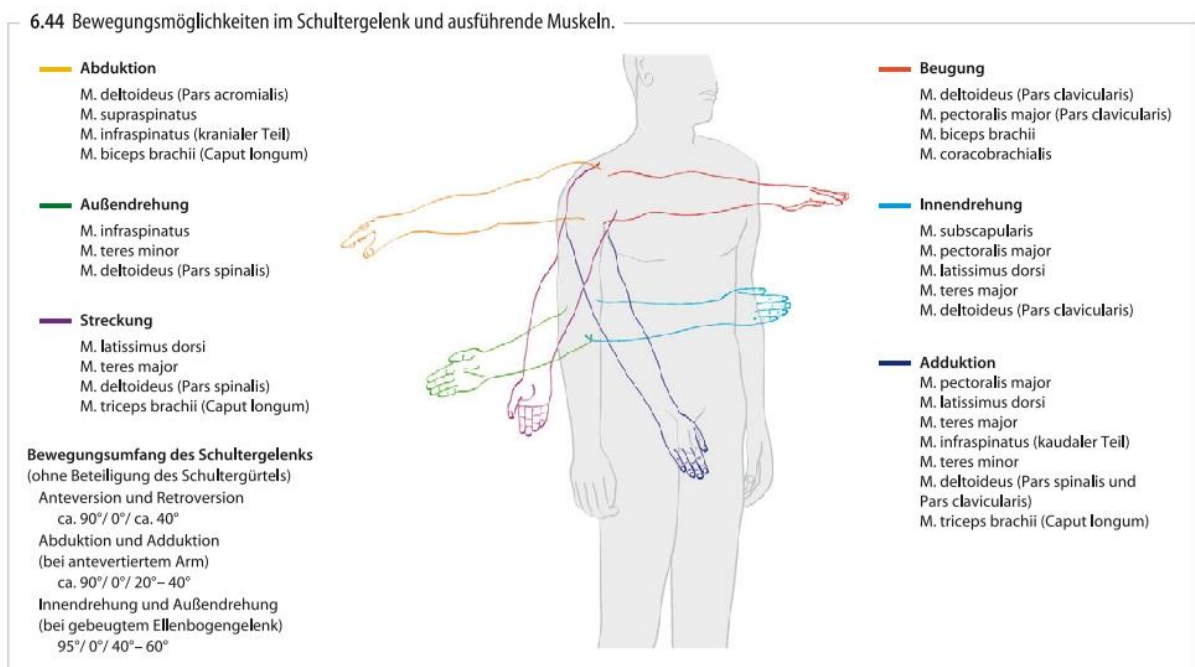 6.44 Bewegungsmöglichkeiten im Schultergelenk und ausführende Muskeln.
Abduktion
M. deltoideus (Pars acromialis)
M. supraspinatus
M. infraspinatus (kranialer Teil)
M. biceps brachii (Caput longum)
Außendrehung
M. infraspinatus
M. teres minor
M. deltoideus (Pars spinalis)
Streckung
M. latissimus dorsi
M. teres major
M. deltoideus (Pars spinalis)
M. triceps brachii (Caput longum)
Bewegungsumfang des Schultergelenks
(ohne Beteiligung des Schultergürtels)
Anteversion und Retroversion
ca. 90°/ 0°/ ca. 40°
Abduktion und Adduktion
(bei antevertiertem Arm)
ca. 90°/ 0°/ 20°– 40°
Innendrehung und Außendrehung
(bei gebeugtem Ellenbogengelenk)
95°/ 0°/ 40°– 60°
Beugung
M. deltoideus (Pars clavicularis)
M. pectoralis major (Pars clavicularis)
M. biceps brachii
M. coracobrachialis
Innendrehung
M. subscapularis
M. pectoralis major
M. latissimus dorsi
M. teres major
M. deltoideus (Pars clavicularis)
Adduktion
M. pectoralis major
M. latissimus dorsi
M. teres major
M. infraspinatus (kaudaler Teil)
M. teres minor
M. deltoideus (Pars spinalis und
Pars clavicularis)
M. triceps brachii (Caput longum)